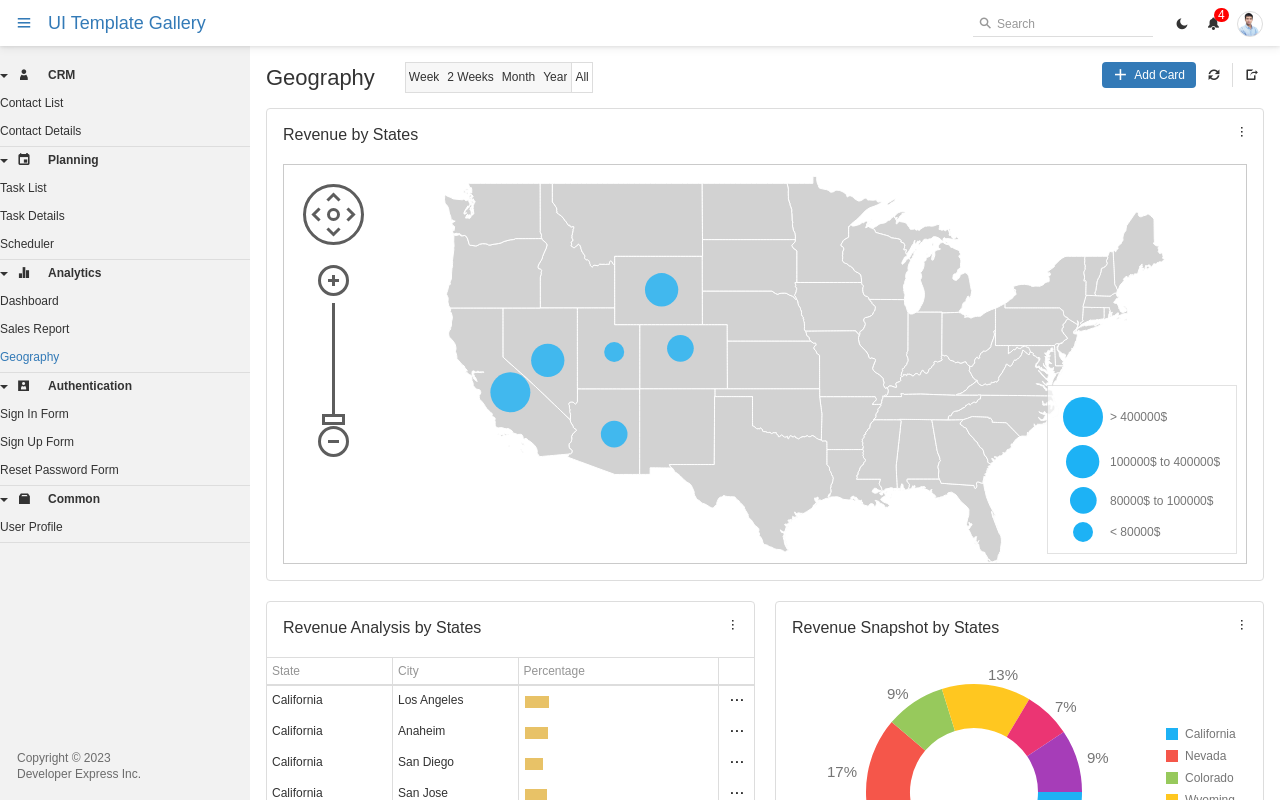 UI Template Gallery
Search
4
CRM
Contact List
Contact Details
Planning
Task List
Task Details
Scheduler
Analytics
Dashboard
Sales Report
Geography
Authentication
Sign In Form
Sign Up Form
Reset Password Form
Common
User Profile
Copyright © 2023
Developer Express Inc.
Geography
Week 2 Weeks Month Year All
Add Card
Revenue by States
> 400000$
100000$ to 400000$
80000$ to 100000$
< 80000$
Revenue Analysis by States
State City Percentage
California Los Angeles
California Anaheim
California San Diego
California San Jose
Revenue Snapshot by States
13%
9%
7%
9%
17%
California
Nevada
Colorado
Wyoming